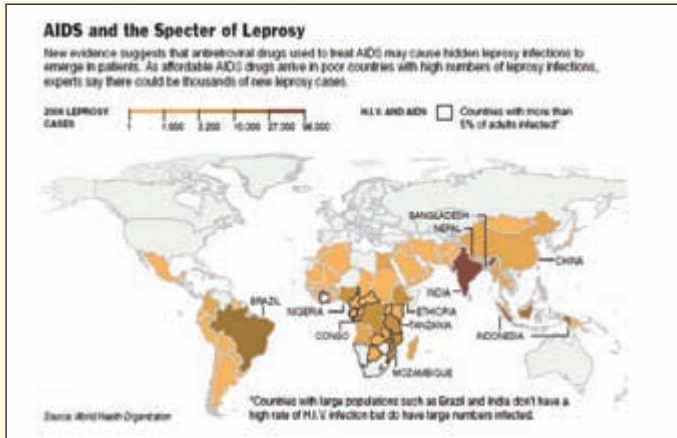 AIDS and the Specter of Leprosy
New evidence suggests that antiretroviral drugs used to treat AIDS may cause hidden leprosy infections to
emerge in patients. As affordable AIDS drugs arrive in poor countries with high numbers of leprosy infections,
experts say there could be thousands of new leprosy cases.
LEPROSY
CASES
1 1,000 3,200 10,000 27,000
H.I.V. AND AIDS
Countries with more than
5% of adults infected*
BANGLADESH
NEPAL
CHINA
INDIA
BRAZIL
NIGERIA
ETHIOPIA
CONGO
TANZANIA
INDONESIA
MOZAMBIQUE
*Countries with large populations such as Brazil and India don't have a
high rate of H.I.V. infection but do have large numbers infected.
Source: World Health Organization